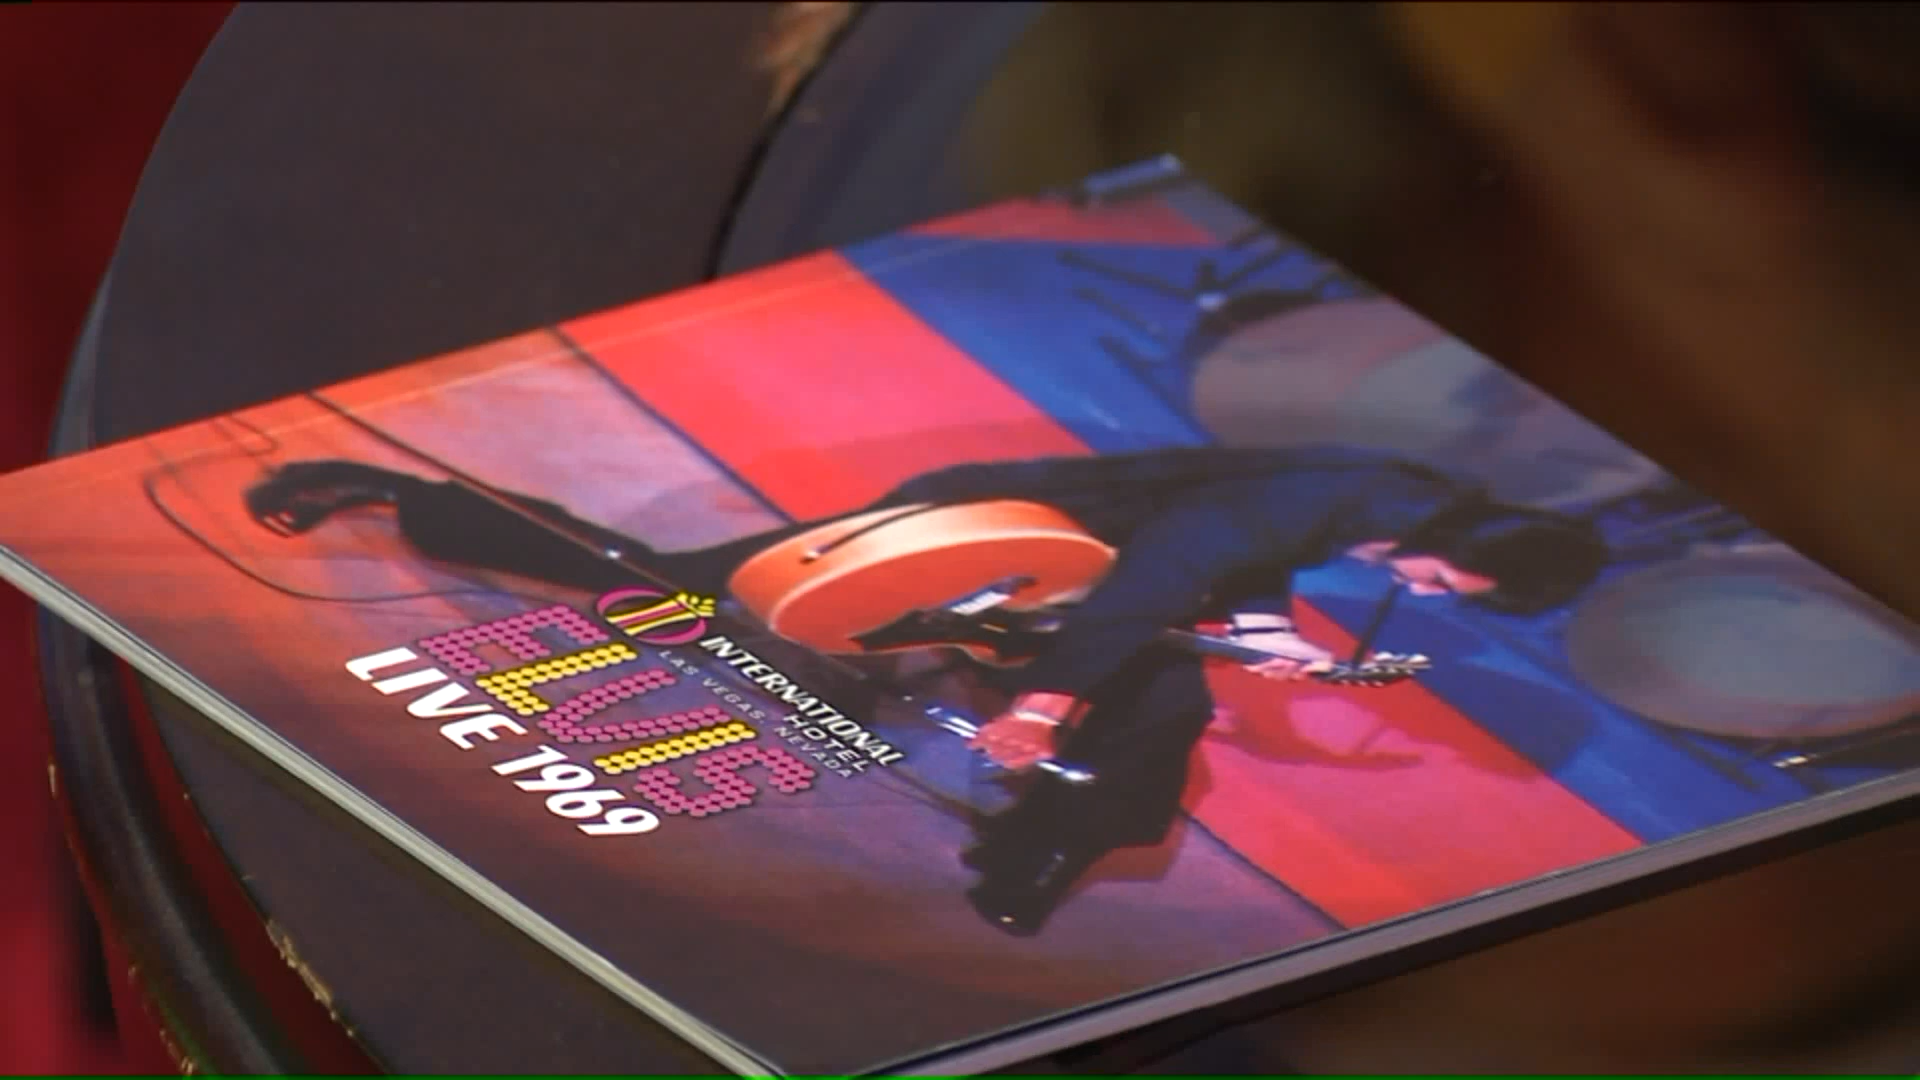 INTERNATIONAL
HOTEL
LAS VEGAS, NEVADA
ELVIS
LIVE 1969